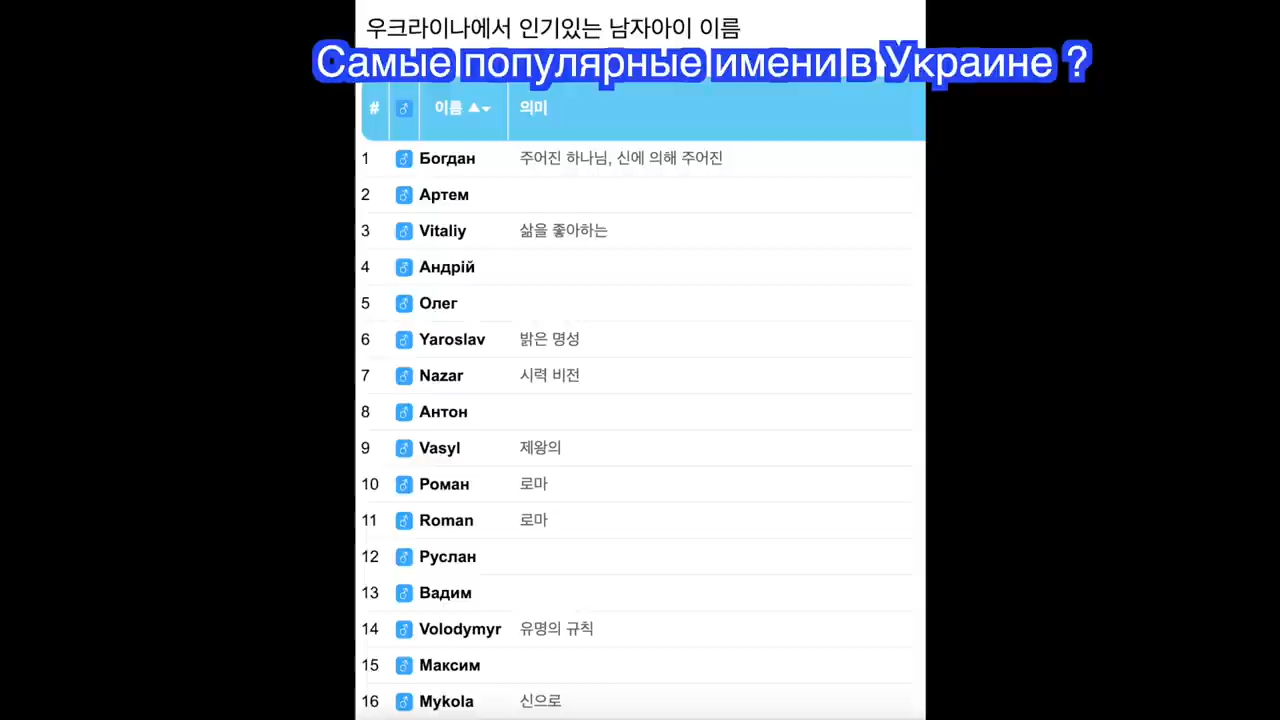 우크라이나에서 인기있는 남자아이 이름
Самые популярные имени в Украине ?
# ♂ 이름 ▲▾ 의미
1 ♂ Богдан 주어진 하나님, 신에 의해 주어진
2 ♂ Артем
3 ♂ Vitaliy 삶을 좋아하는
4 ♂ Андрій
5 ♂ Олег
6 ♂ Yaroslav 밝은 명성
7 ♂ Nazar 시력 비전
8 ♂ Антон
9 ♂ Vasyl 제왕의
10 ♂ Роман 로마
11 ♂ Roman 로마
12 ♂ Руслан
13 ♂ Вадим
14 ♂ Volodymyr 유명의 규칙
15 ♂ Максим
16 ♂ Mykola 신으로